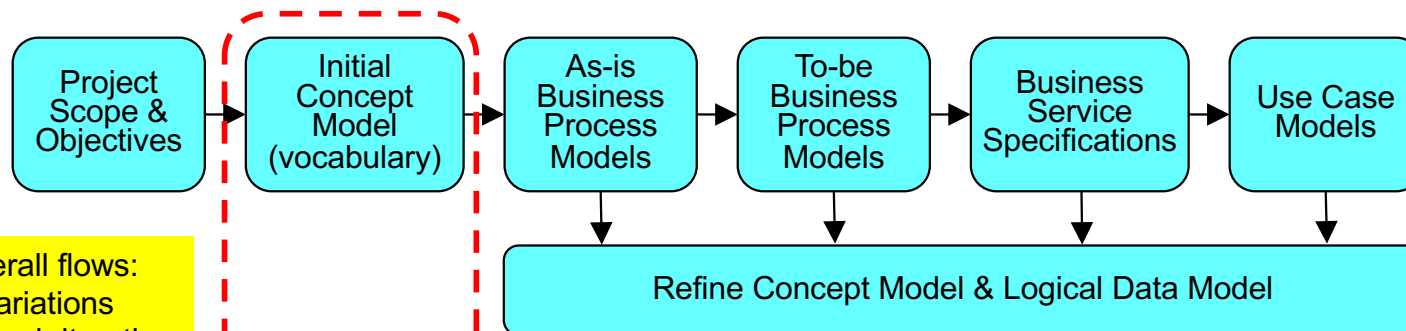 Project
Scope &
Objectives
Initial
Concept
Model
(vocabulary)
As-is
Business
Process
Models
To-be
Business
Process
Models
Business
Service
Specifications
Use Case
Models
erall flows:
ariations
Refine Concept Model & Logical Data Model